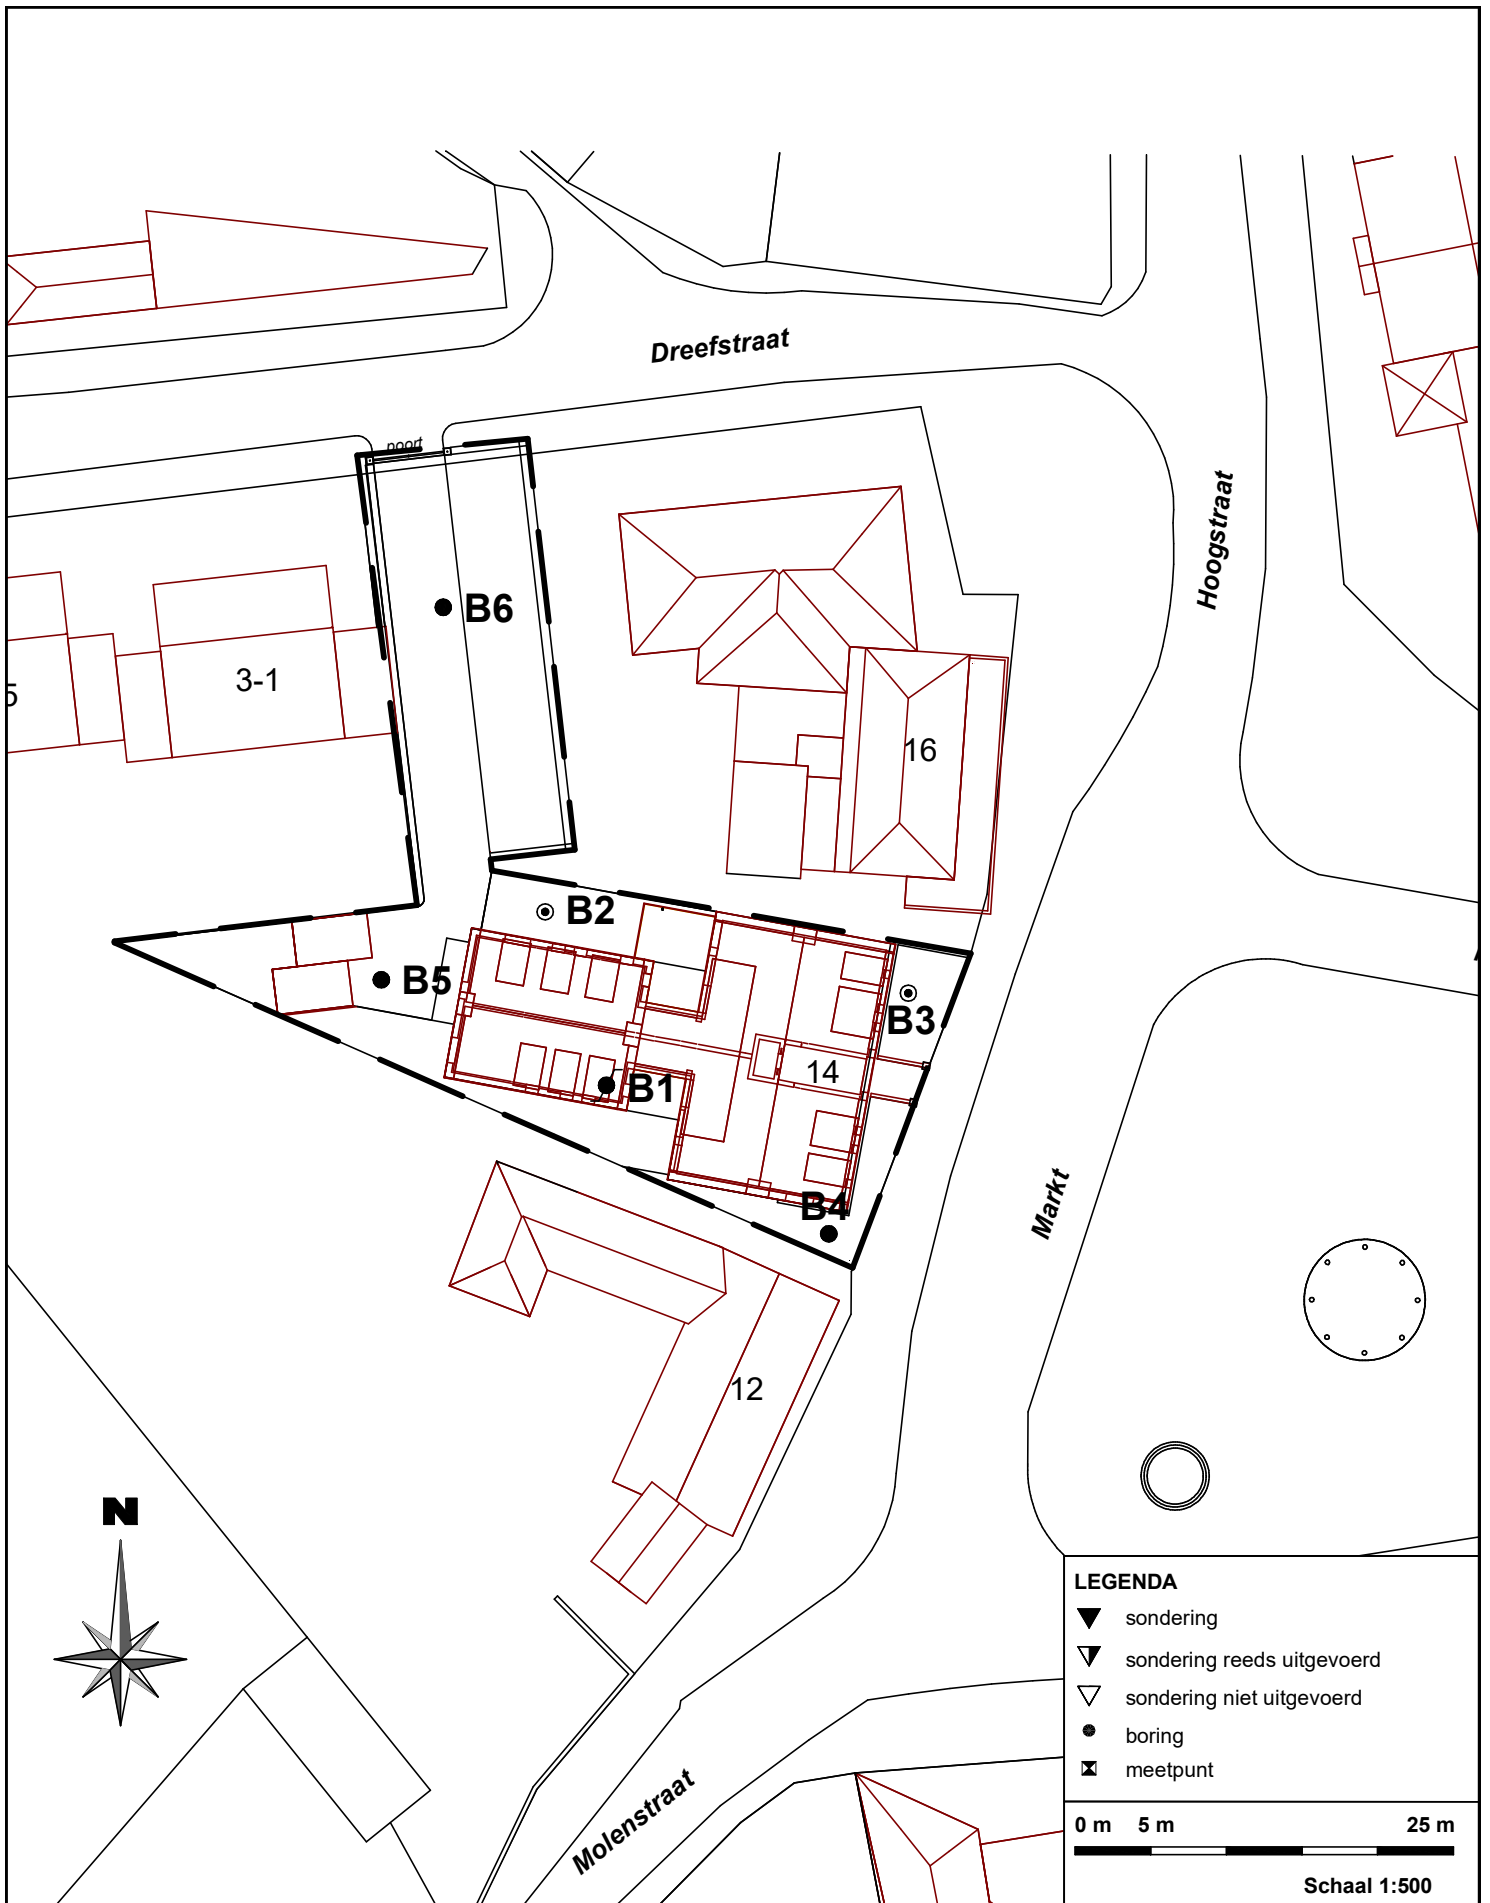 Dreefstraat
poort
Hoogstraat
B6
3-1
5
16
B2
B5
B3
14
B1
B4
Markt
12
N
LEGENDA
sondering
sondering reeds uitgevoerd
sondering niet uitgevoerd
boring
meetpunt
Molenstraat
0 m 5 m 25 m
Schaal 1:500